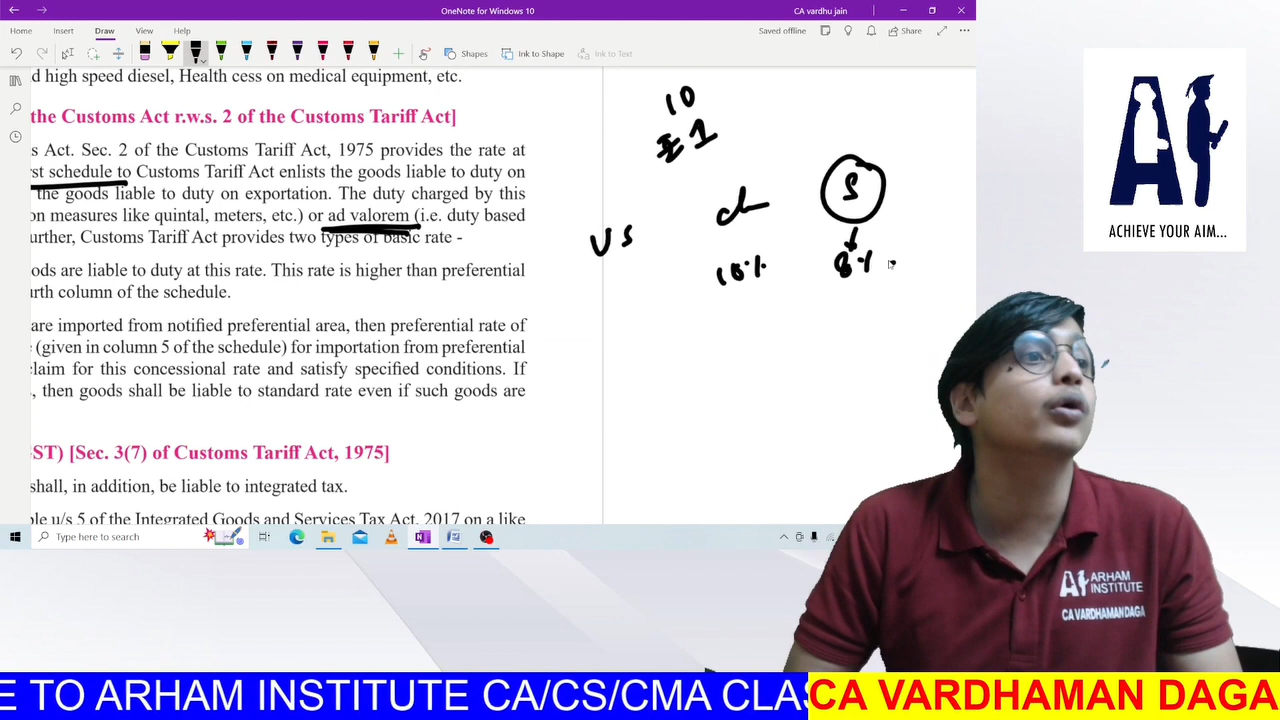 OneNote for Windows 10
CA vardhu jain
Home Insert Draw View Help
Saved offline
Share
Shapes
Ink to Shape
Ink to Text
d high speed diesel, Health cess on medical equipment, etc.
the Customs Act r.w.s. 2 of the Customs Tariff Act]
s Act. Sec. 2 of the Customs Tariff Act, 1975 provides the rate at
rst schedule to Customs Tariff Act enlists the goods liable to duty on
the goods liable to duty on exportation. The duty charged by this
on measures like quintal, meters, etc.) or ad valorem (i.e. duty based
urther, Customs Tariff Act provides two types of basic rate -
oods are liable to duty at this rate. This rate is higher than preferential
urth column of the schedule.
are imported from notified preferential area, then preferential rate of
(given in column 5 of the schedule) for importation from preferential
laim for this concessional rate and satisfy specified conditions. If
, then goods shall be liable to standard rate even if such goods are
GST) [Sec. 3(7) of Customs Tariff Act, 1975]
shall, in addition, be liable to integrated tax.
ble u/s 5 of the Integrated Goods and Services Tax Act, 2017 on a like
10
US
ch
S
10%
8%
Type here to search
ACHIEVE YOUR AIM...
ARHAM
INSTITUTE
CA VARDHAMAN DAGA
E TO ARHAM INSTITUTE CA/CS/CMA CLAS
CA VARDHAMAN DAGA